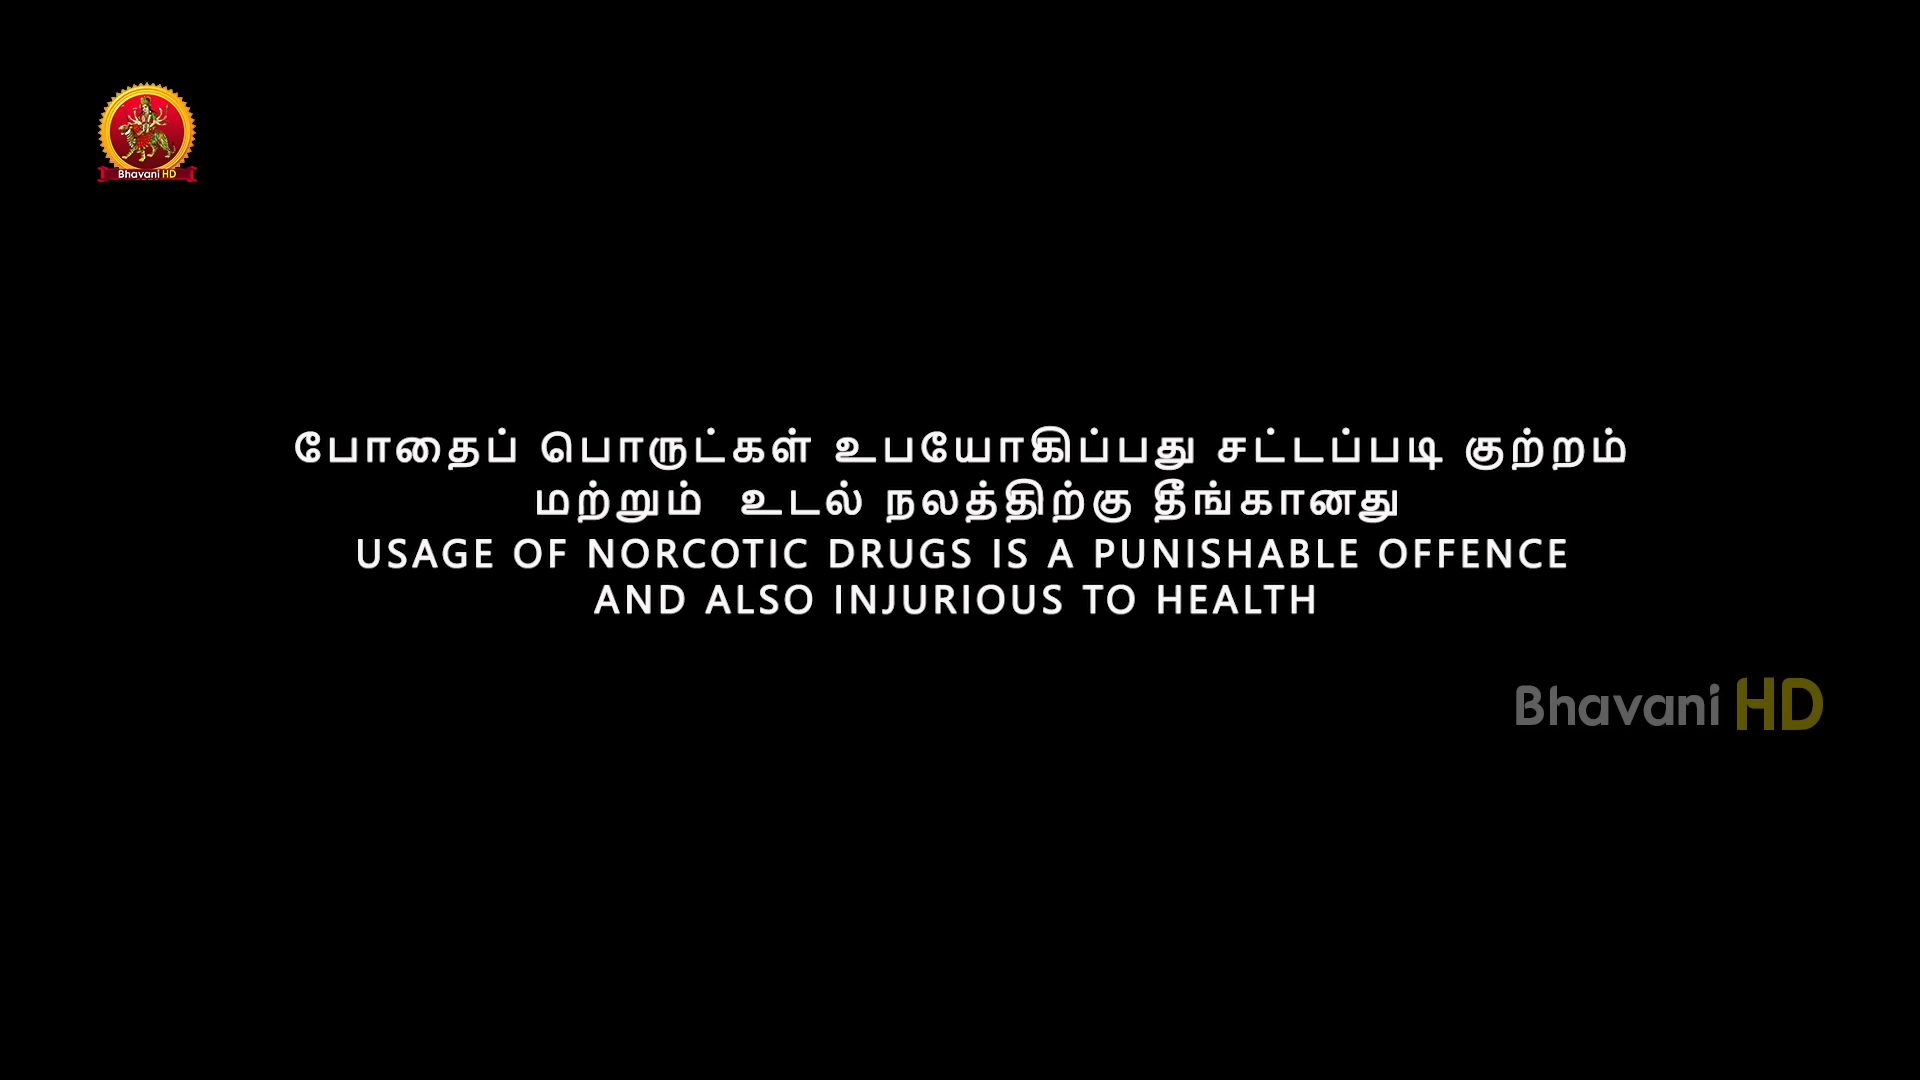 Bhavani HD
போதைப் பொருட்கள் உபயோகிப்பது சட்டப்படி குற்றம்
மற்றும் உடல் நலத்திற்கு தீங்கானது
USAGE OF NORCOTIC DRUGS IS A PUNISHABLE OFFENCE
AND ALSO INJURIOUS TO HEALTH
Bhavani HD